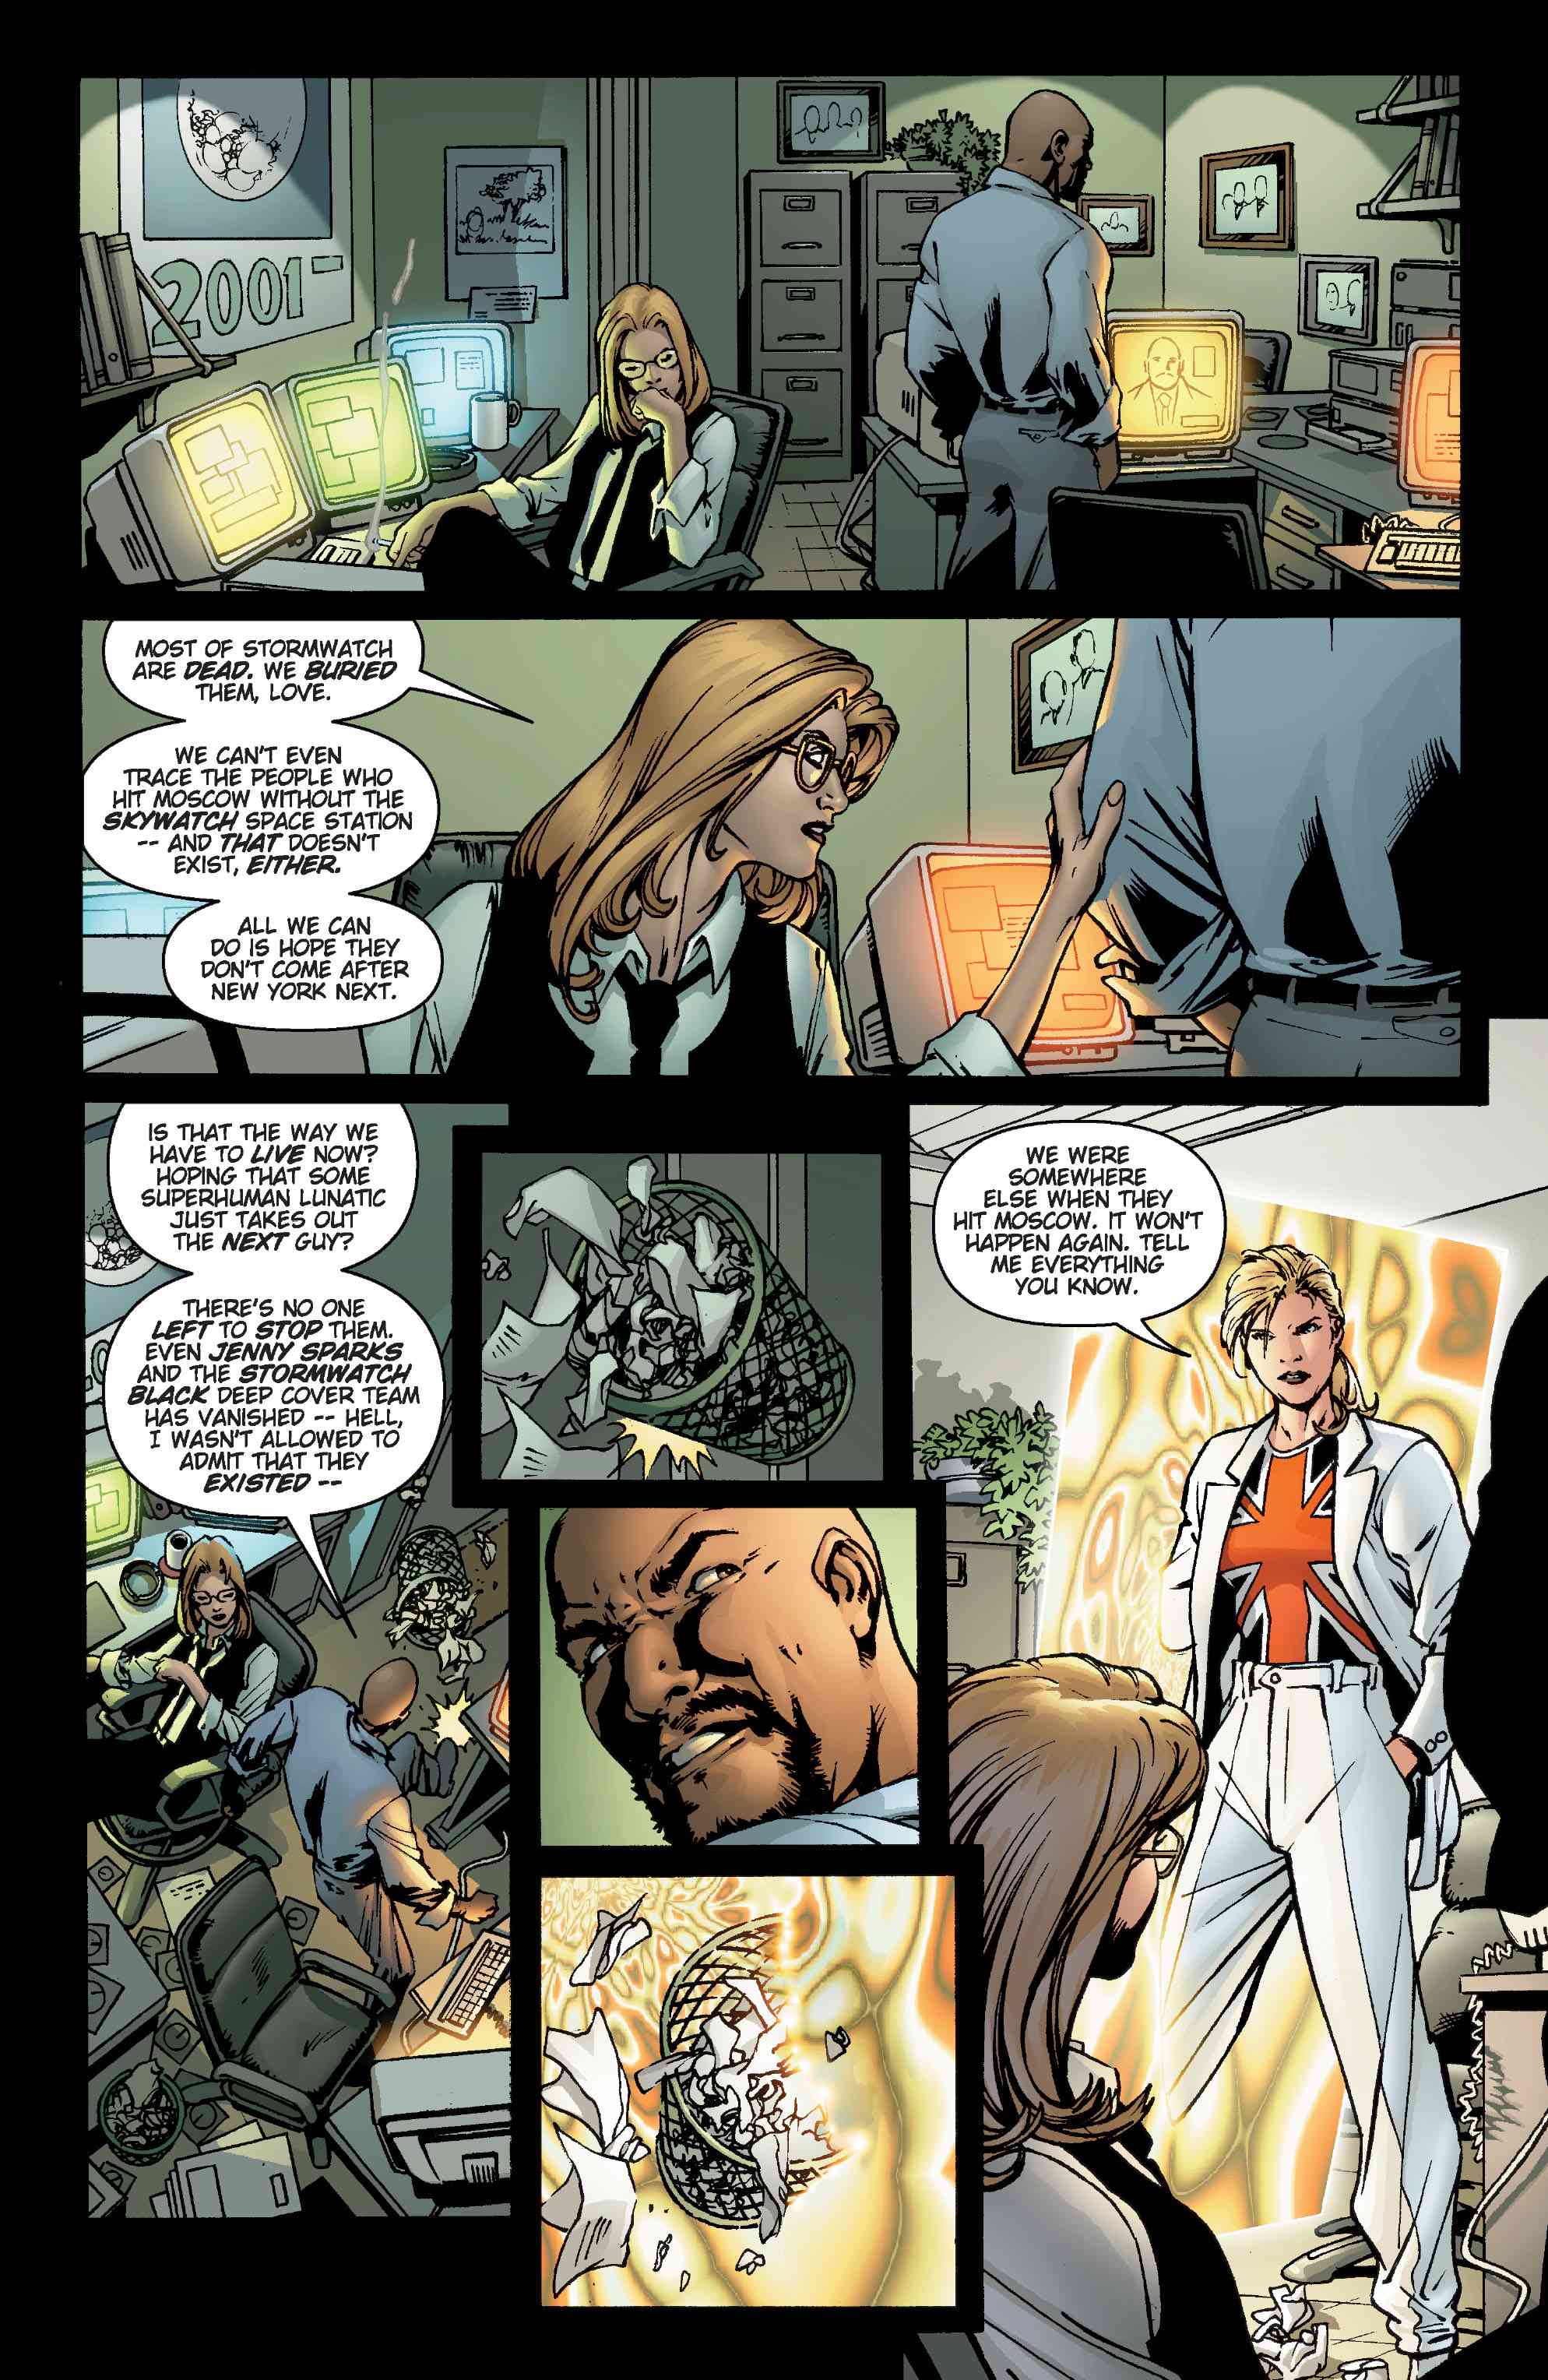 2001-
MOST OF STORMWATCH
ARE DEAD. WE BURIED
THEM, LOVE.
WE CAN'T EVEN
TRACE THE PEOPLE WHO
HIT MOSCOW WITHOUT THE
SKYWATCH SPACE STATION
-- AND THAT DOESN'T
EXIST, EITHER.
ALL WE CAN
DO IS HOPE THEY
DON'T COME AFTER
NEW YORK NEXT.
IS THAT THE WAY WE
HAVE TO LIVE NOW?
HOPING THAT SOME
SUPERHUMAN LUNATIC
JUST TAKES OUT
THE NEXT GUY?
THERE'S NO ONE
LEFT TO STOP THEM.
EVEN JENNY SPARKS
AND THE STORMWATCH
BLACK DEEP COVER TEAM
HAS VANISHED -- HELL,
I WASN'T ALLOWED TO
ADMIT THAT THEY
EXISTED --
WE WERE
SOMEWHERE
ELSE WHEN THEY
HIT MOSCOW. IT WON'T
HAPPEN AGAIN. TELL
ME EVERYTHING
YOU KNOW.